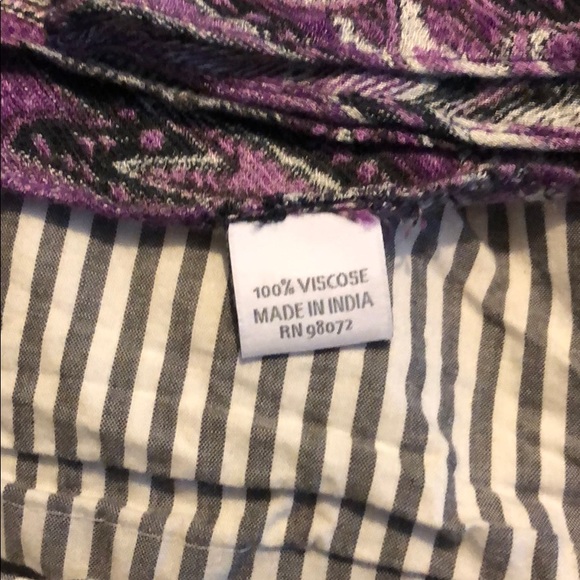 100% VISCOSE
MADE IN INDIA
RN 98072